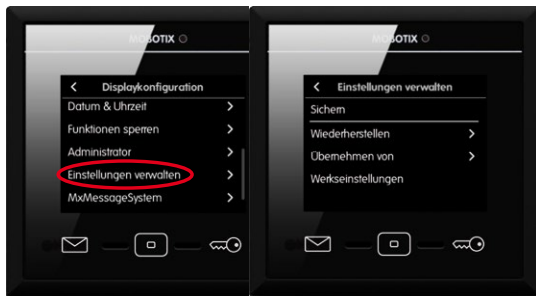 MOBOTIX
Displaykonfiguration
Datum & Uhrzeit
Funktionen sperren
Administrator
Einstellungen verwalten
MxMessageSystem
MOBOTIX
Einstellungen verwalten
Sichern
Wiederherstellen
Übernehmen von
Werkseinstellungen